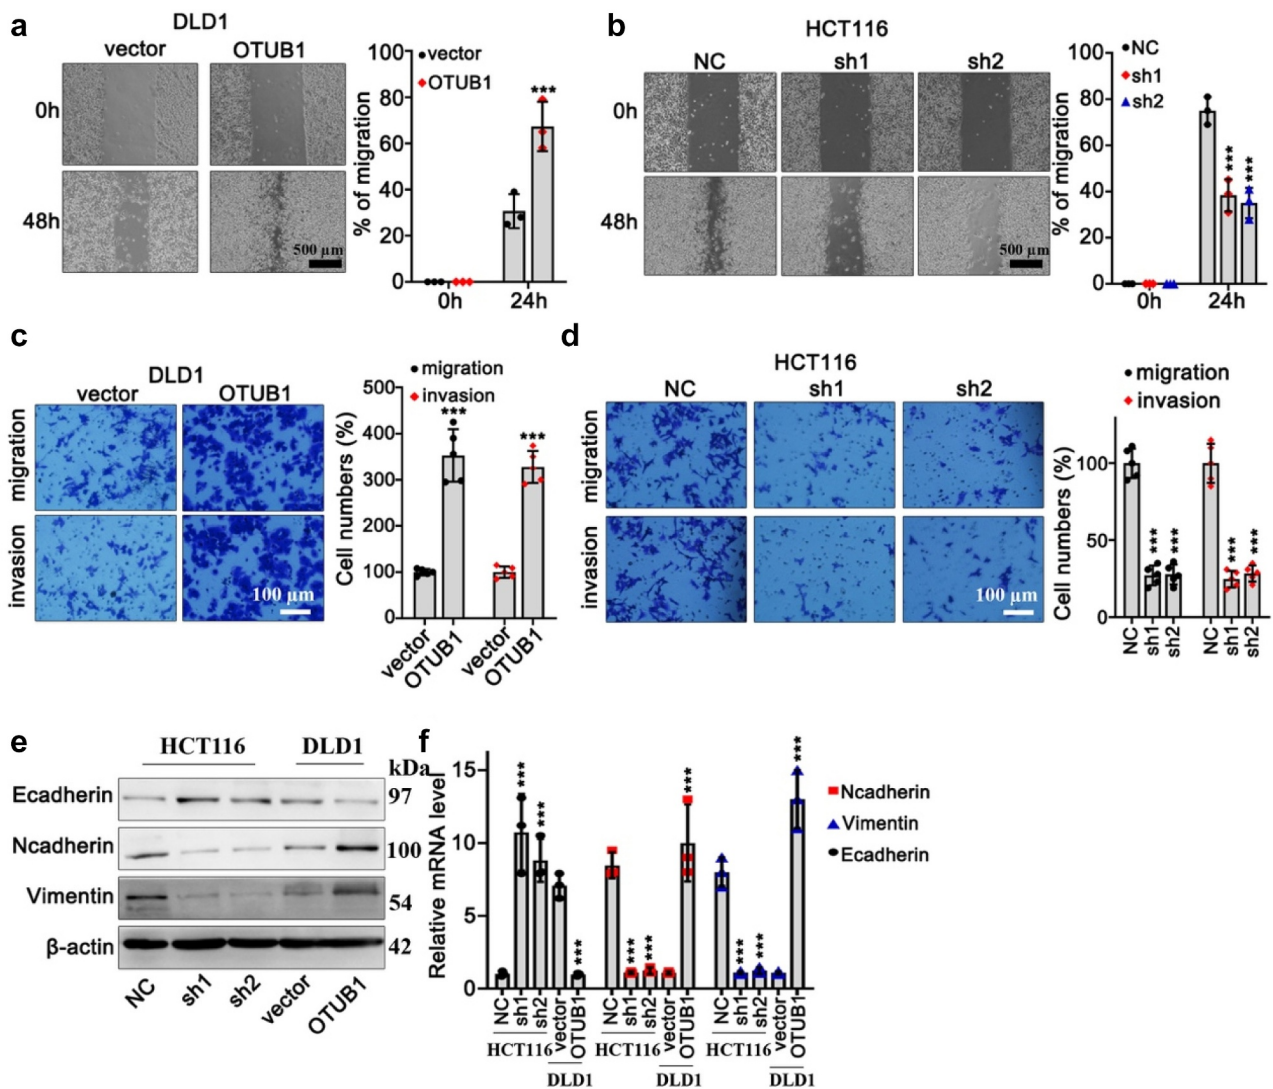 a
DLD1
vector OTUB1
0h
48h
500 µm
% of migration
100
80
60
40
20
0
vector
OTUB1
***
0h 24h
b
HCT116
NC sh1 sh2
0h
48h
500 µm
% of migration
100
80
60
40
20
0
NC
sh1
sh2
*** ***
0h 24h
c
DLD1
vector OTUB1
migration
invasion
100 µm
migration
invasion
Cell numbers (%)
500
400
300
200
100
0
*** ***
vector OTUB1 vector OTUB1
d
HCT116
NC sh1 sh2
migration
invasion
100 µm
migration
invasion
Cell numbers (%)
100
50
0
*** *** *** ***
NC sh1 sh2 NC sh1 sh2
e
HCT116 DLD1
kDa
Ecadherin 97
Ncadherin 100
Vimentin 54
β-actin 42
NC sh1 sh2 vector OTUB1
f
Relative mRNA level
15
10
5
0
*** *** *** *** *** *** *** *** ***
Ncadherin
Vimentin
Ecadherin
NC sh1 sh2 vector OTUB1 NC sh1 sh2 vector OTUB1 NC sh1 sh2 vector OTUB1
HCT116 HCT116 HCT116
DLD1 DLD1 DLD1